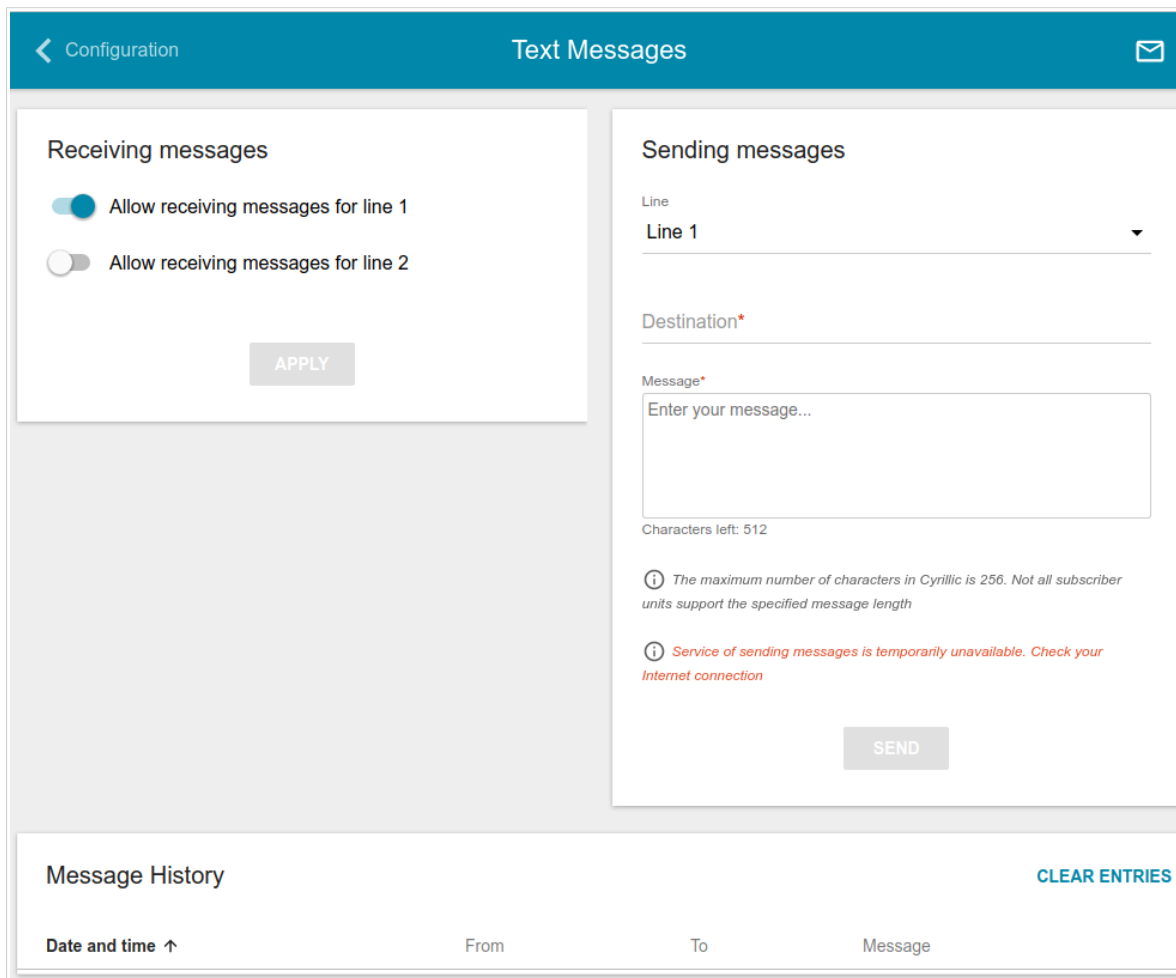 Configuration
Text Messages
Receiving messages
Allow receiving messages for line 1
Allow receiving messages for line 2
APPLY
Sending messages
Line
Line 1
Destination*
Message*
Enter your message...
Characters left: 512
The maximum number of characters in Cyrillic is 256. Not all subscriber
units support the specified message length
Service of sending messages is temporarily unavailable. Check your
Internet connection
SEND
Message History
CLEAR ENTRIES
Date and time From To Message